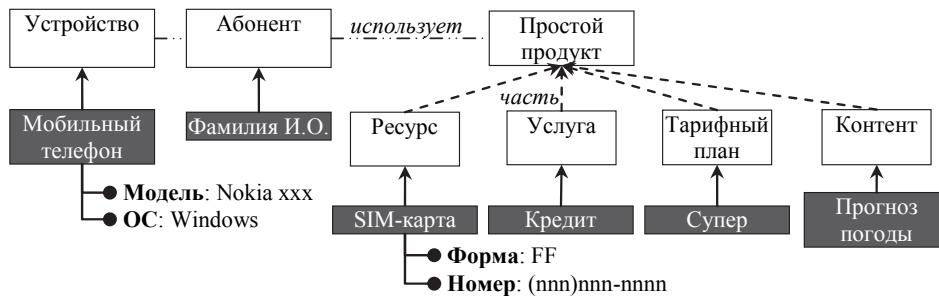 Устройство
Абонент
использует
Простой
продукт
Мобильный
телефон
Фамилия И.О.
часть
Ресурс
Услуга
Тарифный
план
Контент
Модель: Nokia xxx
ОС: Windows
SIM-карта
Кредит
Супер
Прогноз
погоды
Форма: FF
Номер: (nnn)nnn-nnnn